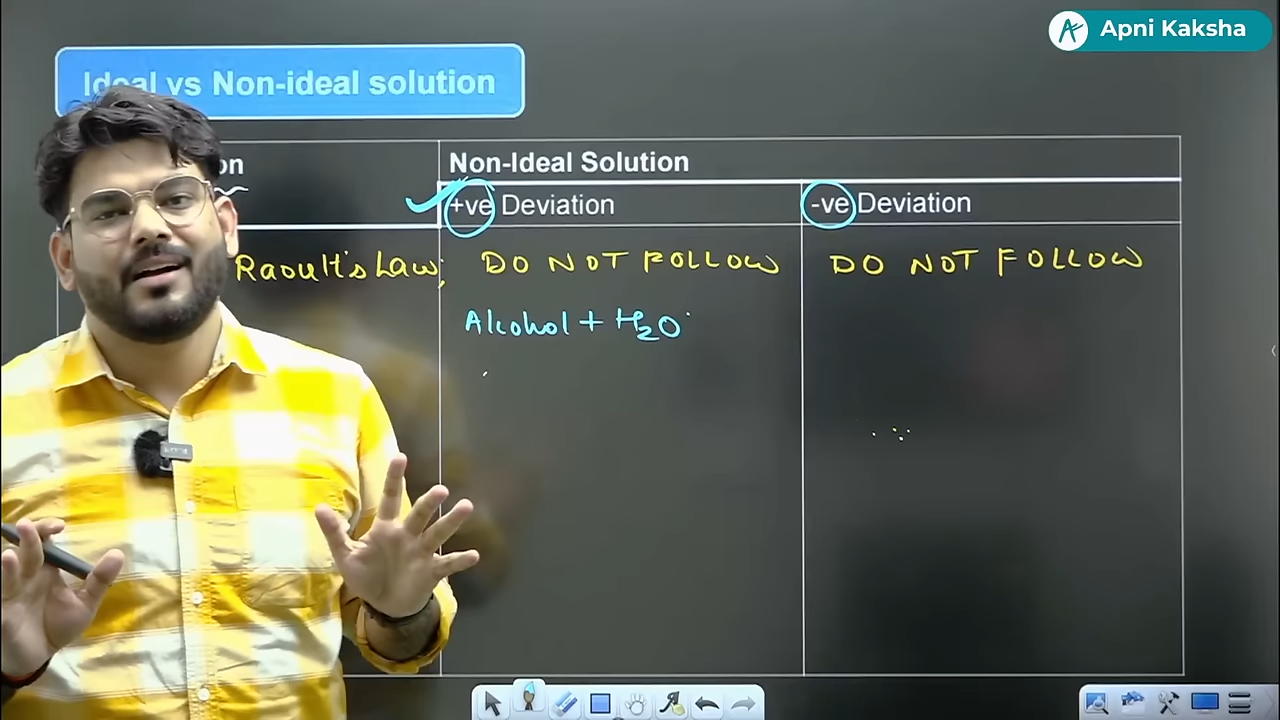 Apni Kaksha
Ideal vs Non-ideal solution
Non-Ideal Solution
+ve Deviation
-ve Deviation
Raoult's Law;
DO NOT FOLLOW
DO NOT FOLLOW
Alcohol + H₂O